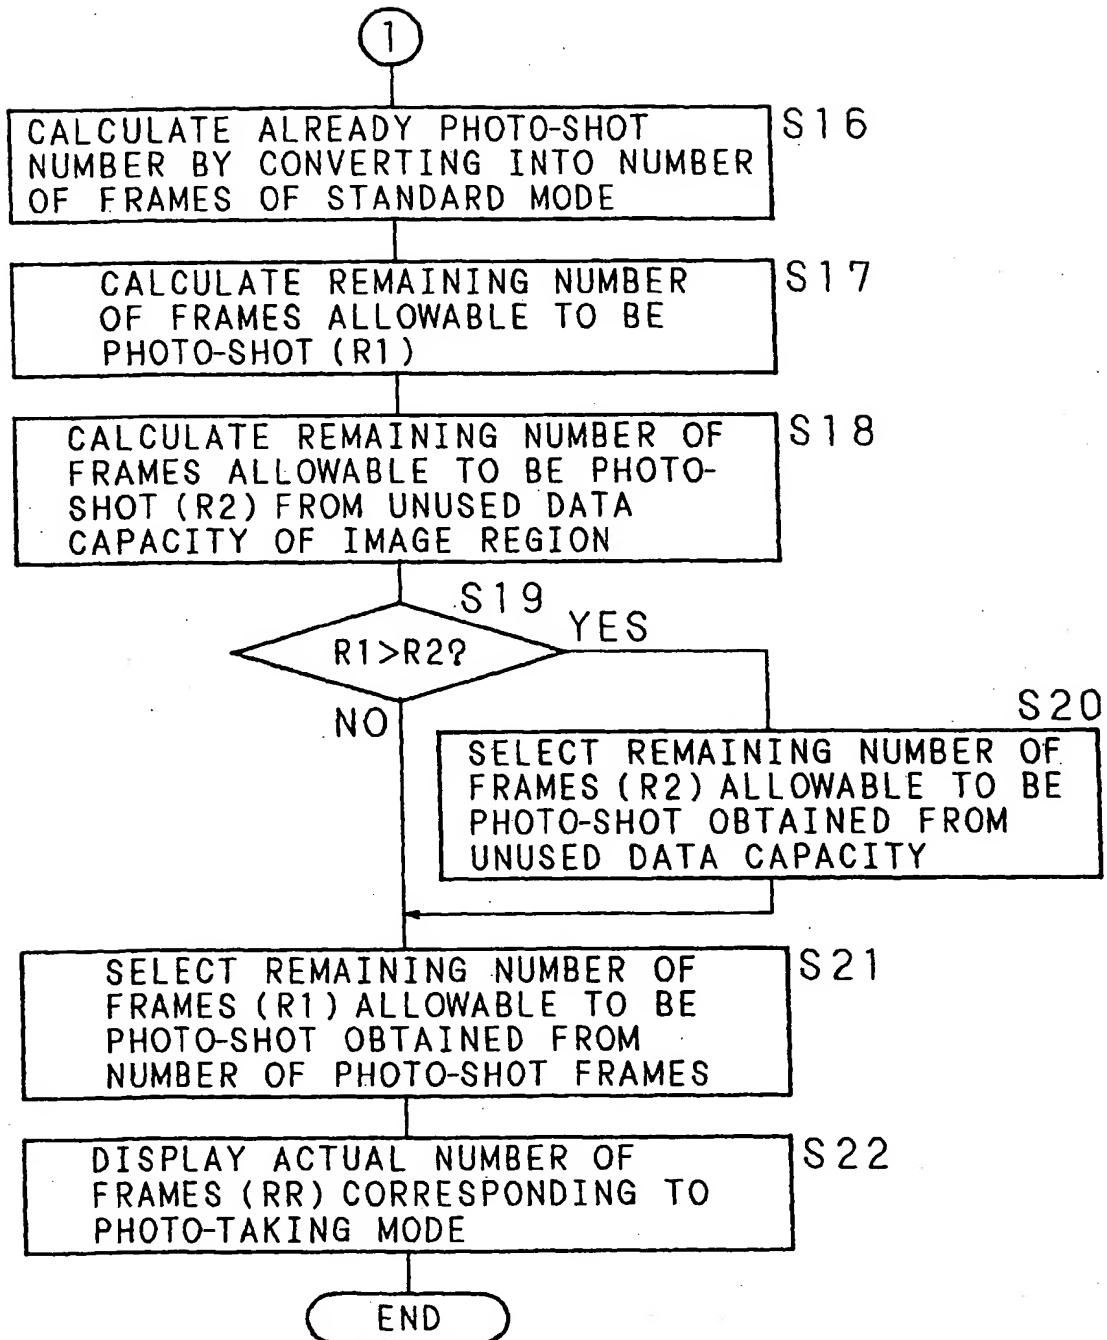 1
CALCULATE ALREADY PHOTO-SHOT
NUMBER BY CONVERTING INTO NUMBER
OF FRAMES OF STANDARD MODE
S16
CALCULATE REMAINING NUMBER
OF FRAMES ALLOWABLE TO BE
PHOTO-SHOT (R1)
S17
CALCULATE REMAINING NUMBER OF
FRAMES ALLOWABLE TO BE PHOTO-
SHOT (R2) FROM UNUSED DATA
CAPACITY OF IMAGE REGION
S18
S19
R1>R2?
YES
NO
S20
SELECT REMAINING NUMBER OF
FRAMES (R2) ALLOWABLE TO BE
PHOTO-SHOT OBTAINED FROM
UNUSED DATA CAPACITY
SELECT REMAINING NUMBER OF
FRAMES (R1) ALLOWABLE TO BE
PHOTO-SHOT OBTAINED FROM
NUMBER OF PHOTO-SHOT FRAMES
S21
DISPLAY ACTUAL NUMBER OF
FRAMES (RR) CORRESPONDING TO
PHOTO-TAKING MODE
S22
END